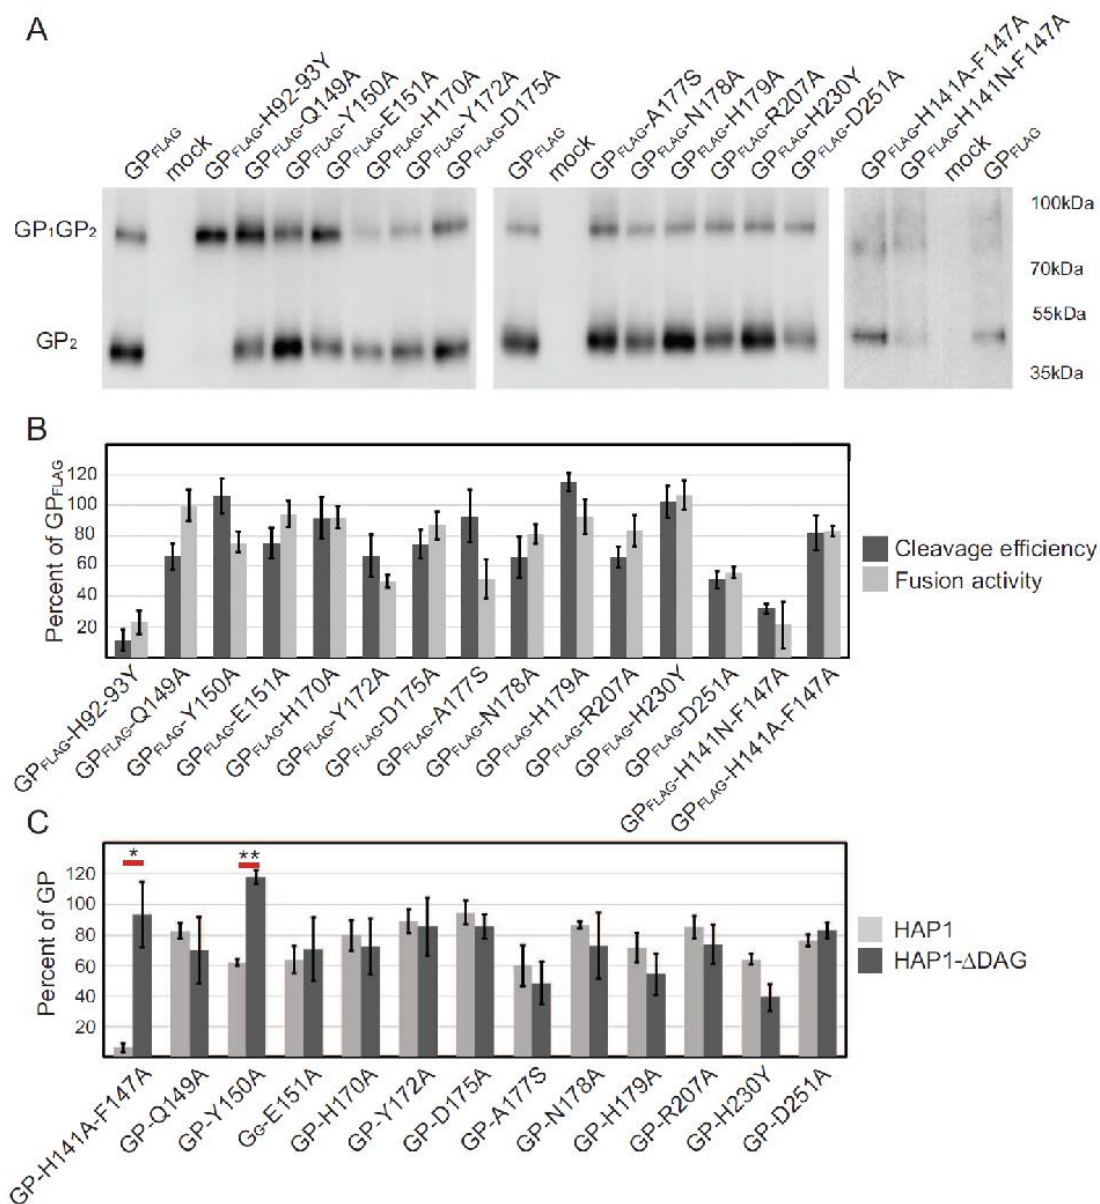 A
GPFLAG
mock
GPFLAG-H92-93Y
GPFLAG-Q149A
GPFLAG-Y150A
GPFLAG-E151A
GPFLAG-H170A
GPFLAG-Y172A
GPFLAG-D175A
GPFLAG
mock
GPFLAG-A177S
GPFLAG-N178A
GPFLAG-H179A
GPFLAG-R207A
GPFLAG-H230Y
GPFLAG-D251A
GPFLAG-H141A-F147A
GPFLAG-H141N-F147A
mock
GPFLAG
GP1GP2
GP2
100kDa
70kDa
55kDa
35kDa
B
Percent of GPFLAG
120
100
80
60
40
20
Cleavage efficiency
Fusion activity
GPFLAG-H92-93Y
GPFLAG-Q149A
GPFLAG-Y150A
GPFLAG-E151A
GPFLAG-H170A
GPFLAG-Y172A
GPFLAG-D175A
GPFLAG-A177S
GPFLAG-N178A
GPFLAG-H179A
GPFLAG-R207A
GPFLAG-H230Y
GPFLAG-D251A
GPFLAG-H141N-F147A
GPFLAG-H141A-F147A
C
Percent of GP
120
100
80
60
40
20
*
**
HAP1
HAP1-ΔDAG
GP-H141A-F147A
GP-Q149A
GP-Y150A
GG-E151A
GP-H170A
GP-Y172A
GP-D175A
GP-A177S
GP-N178A
GP-H179A
GP-R207A
GP-H230Y
GP-D251A